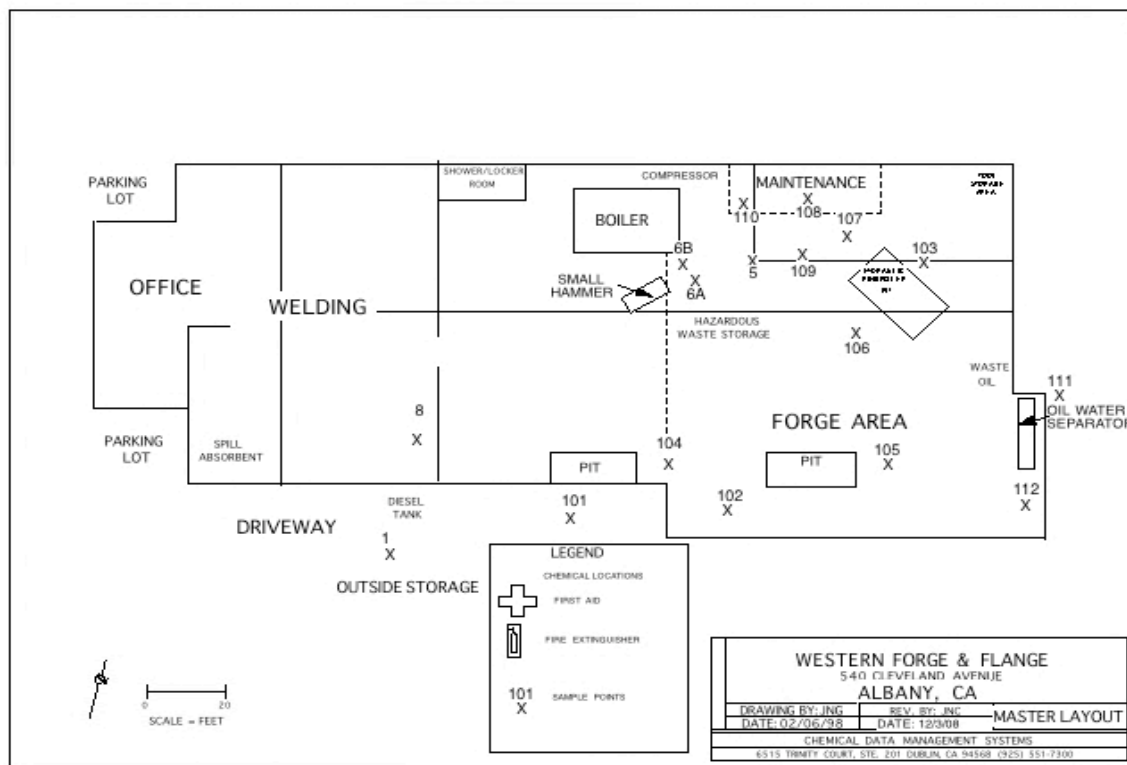 PARKING
LOT
SHOWER/LOCKER
ROOM
COMPRESSOR
MAINTENANCE
STORAGE
AREA
BOILER
110
108
107
OFFICE
WELDING
6B
6A
5
109
103
SMALL
HAMMER
HAZARDOUS
WASTE STORAGE
106
WASTE
OIL
111
OIL WATER
SEPARATOR
8
FORGE AREA
PARKING
LOT
SPILL
ABSORBENT
PIT
104
PIT
105
102
112
DIESEL
TANK
101
DRIVEWAY
1
OUTSIDE STORAGE
LEGEND
CHEMICAL LOCATIONS
FIRST AID
FIRE EXTINGUISHER
101
X
SAMPLE POINTS
0 20
SCALE = FEET
WESTERN FORGE & FLANGE
540 CLEVELAND AVENUE
ALBANY, CA
DRAWING BY: JNG
REV. BY: JNC
DATE: 02/06/98
DATE: 12/3/08
MASTER LAYOUT
CHEMICAL DATA MANAGEMENT SYSTEMS
6515 TRINITY COURT, STE. 201 DUBLIN, CA 94568 (925) 551-7300